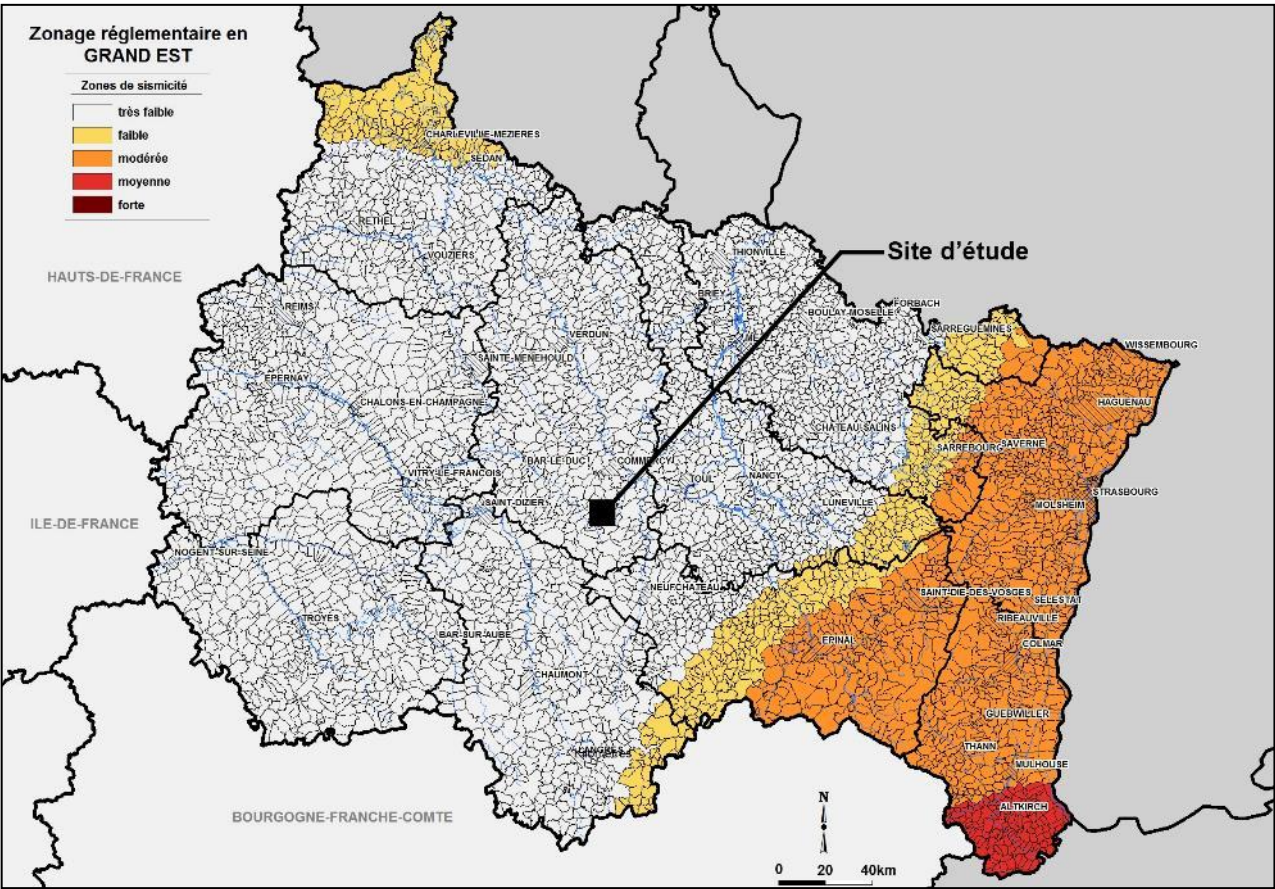 Zonage réglementaire en
GRAND EST
Zones de sismicité
très faible
faible
modérée
moyenne
forte
CHARLEVILLE-MEZIERES
SEDAN
RETHEL
VOUZIERS
HAUTS-DE-FRANCE
Site d'étude
THIONVILLE
BRIEY
BOULAY-MOSELLE
FORBACH
SARREGUEMINES
WISSEMBOURG
REIMS
VERDUN
SAINTE-MENEHOULD
EPERNAY
CHALONS-EN-CHAMPAGNE
HAGUENAU
CHATEAU-SALINS
SARREBOURG
SAVERNE
BAR-LE-DUC
COMMERCY
VITRY-LE-FRANCOIS
TOUL
NANCY
STRASBOURG
SAINT-DIZIER
LUNEVILLE
MOLSHEIM
ILE-DE-FRANCE
NOGENT-SUR-SEINE
NEUFCHATEAU
SAINT-DIE-DES-VOSGES
SELESTAT
RIBEAUVILLE
TROYES
BAR-SUR-AUBE
EPINAL
COLMAR
CHAUMONT
GUEBWILLER
LANGRES
THANN
MULHOUSE
ALTKIRCH
BOURGOGNE-FRANCHE-COMTE
N
0 20 40km